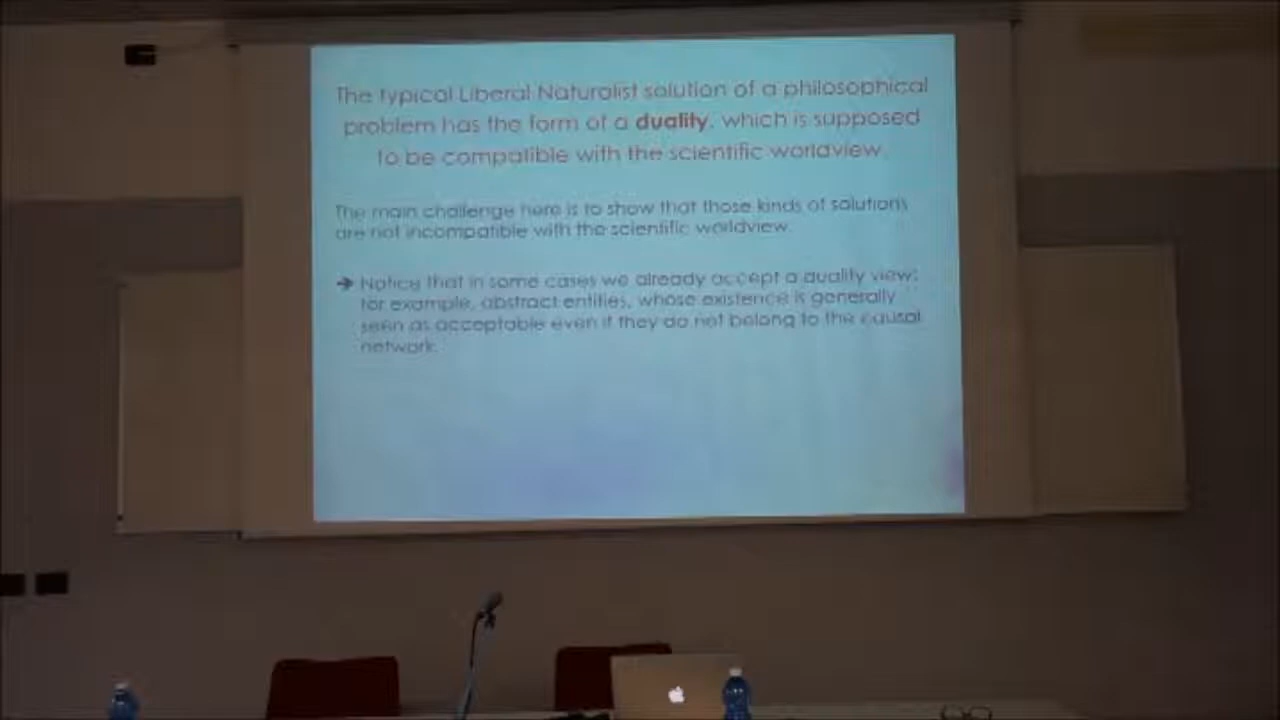 The typical Liberal Naturalist solution of a philosophical
problem has the form of a duality, which is supposed
to be compatible with the scientific worldview.
The main challenge here is to show that those kinds of solutions
are not incompatible with the scientific worldview.
➔ Notice that in some cases we already accept a duality view:
for example, abstract entities, whose existence is generally
seen as acceptable even if they do not belong to the causal
network.